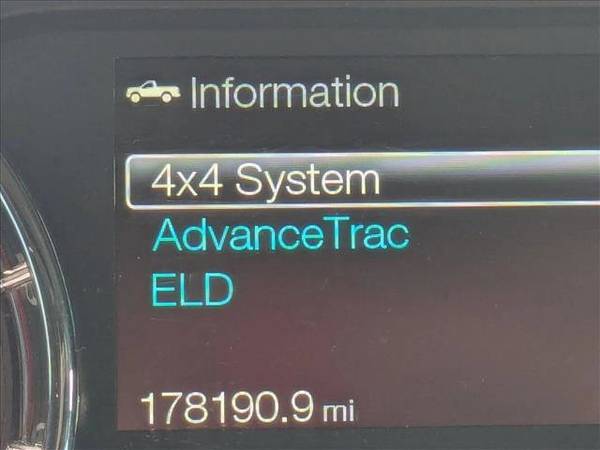 Information
4x4 System
AdvanceTrac
ELD
178190.9 mi